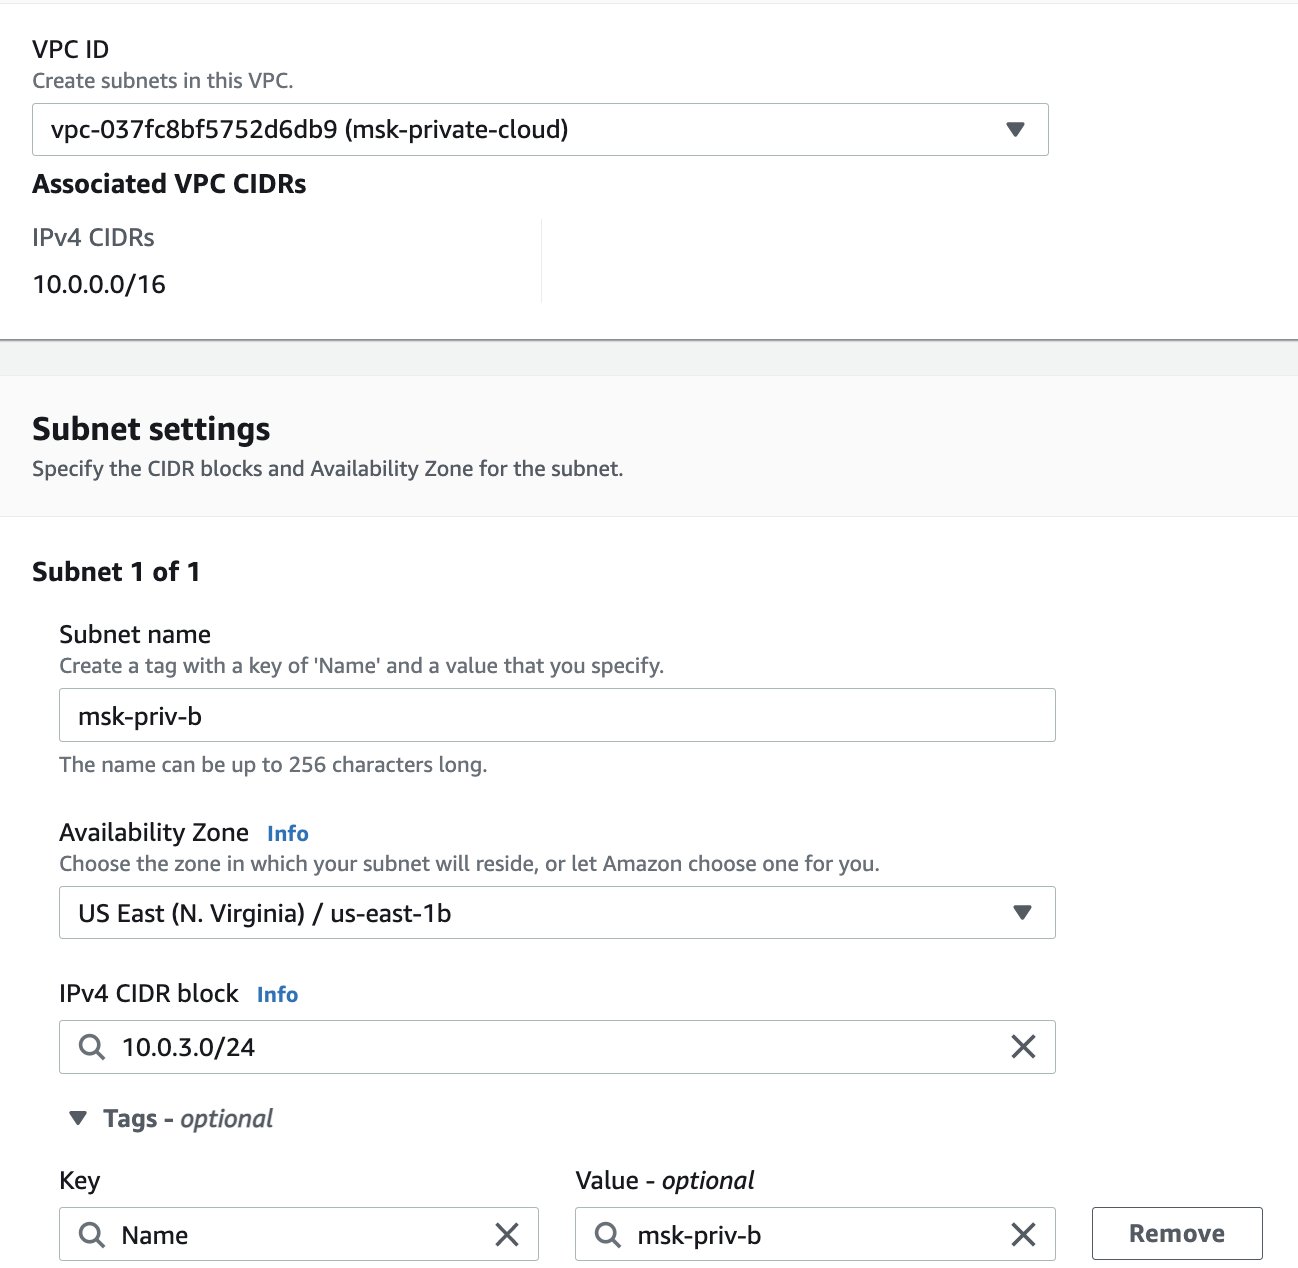 VPC ID
Create subnets in this VPC.
vpc-037fc8bf5752d6db9 (msk-private-cloud)
Associated VPC CIDRs
IPv4 CIDRs
10.0.0.0/16
Subnet settings
Specify the CIDR blocks and Availability Zone for the subnet.
Subnet 1 of 1
Subnet name
Create a tag with a key of 'Name' and a value that you specify.
msk-priv-b
The name can be up to 256 characters long.
Availability Zone Info
Choose the zone in which your subnet will reside, or let Amazon choose one for you.
US East (N. Virginia) / us-east-1b
IPv4 CIDR block Info
10.0.3.0/24
Tags - optional
Key Value - optional
Name msk-priv-b Remove